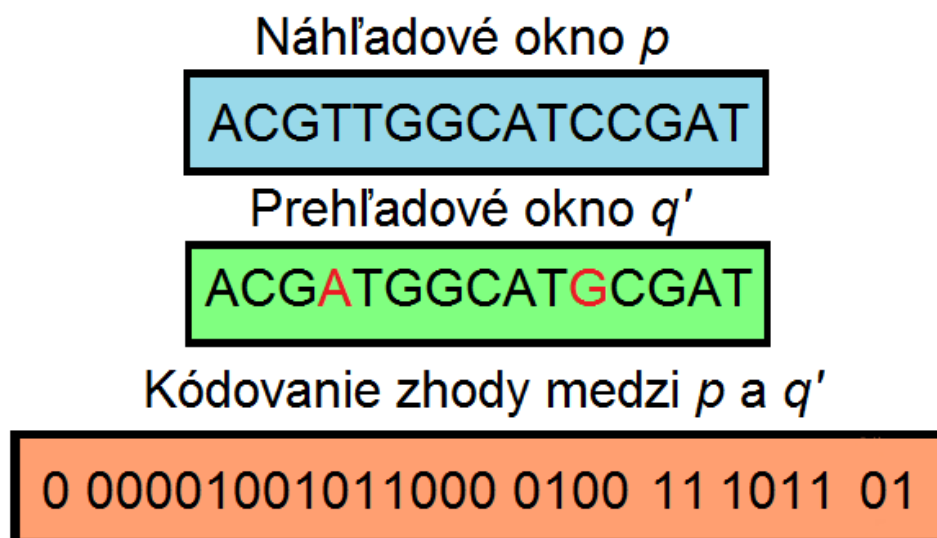 Náhľadové okno p
ACGTTGGCATCCGAT
Prehľadové okno q'
ACGATGGCATGCGAT
Kódovanie zhody medzi p a q'
0 00001001011000 0100 11 1011 01